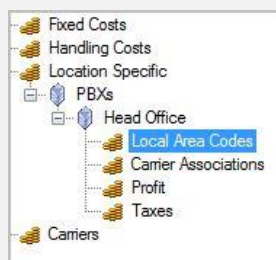 Fixed Costs
Handling Costs
Location Specific
PBXs
Head Office
Local Area Codes
Carrier Associations
Profit
Taxes
Carriers